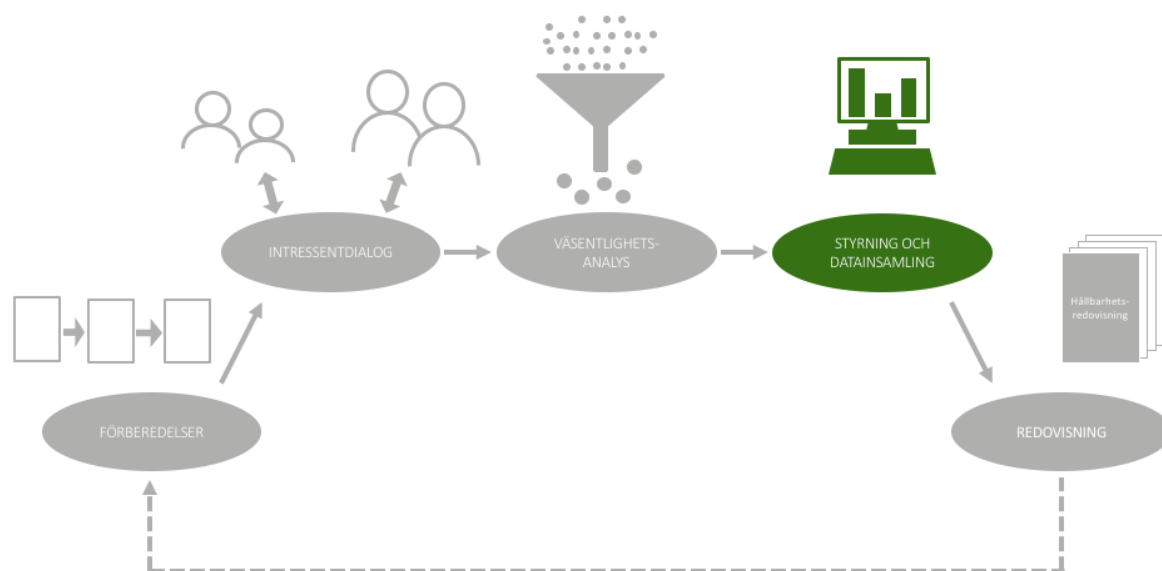 INTRESSENTDIALOG
VÄSENTLIGHETS-
ANALYS
STYRNING OCH
DATAINSAMLING
Hållbarhets-
redovisning
FÖRBEREDELSER
REDOVISNING